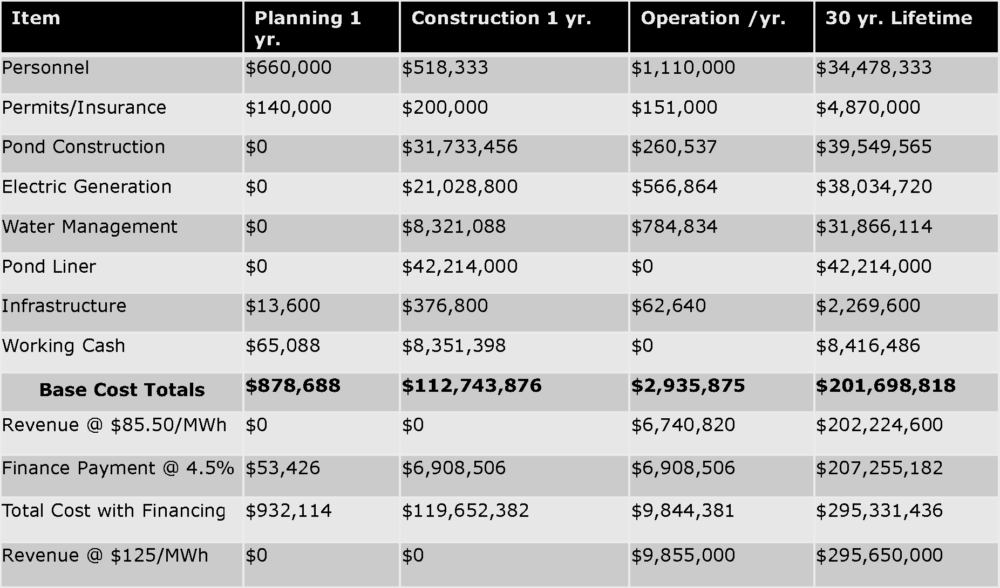 Item Planning 1 yr. Construction 1 yr. Operation /yr. 30 yr. Lifetime
Personnel $660,000 $518,333 $1,110,000 $34,478,333
Permits/Insurance $140,000 $200,000 $151,000 $4,870,000
Pond Construction $0 $31,733,456 $260,537 $39,549,565
Electric Generation $0 $21,028,800 $566,864 $38,034,720
Water Management $0 $8,321,088 $784,834 $31,866,114
Pond Liner $0 $42,214,000 $0 $42,214,000
Infrastructure $13,600 $376,800 $62,640 $2,269,600
Working Cash $65,088 $8,351,398 $0 $8,416,486
Base Cost Totals $878,688 $112,743,876 $2,935,875 $201,698,818
Revenue @ $85.50/MWh $0 $0 $6,740,820 $202,224,600
Finance Payment @ 4.5% $53,426 $6,908,506 $6,908,506 $207,255,182
Total Cost with Financing $932,114 $119,652,382 $9,844,381 $295,331,436
Revenue @ $125/MWh $0 $0 $9,855,000 $295,650,000